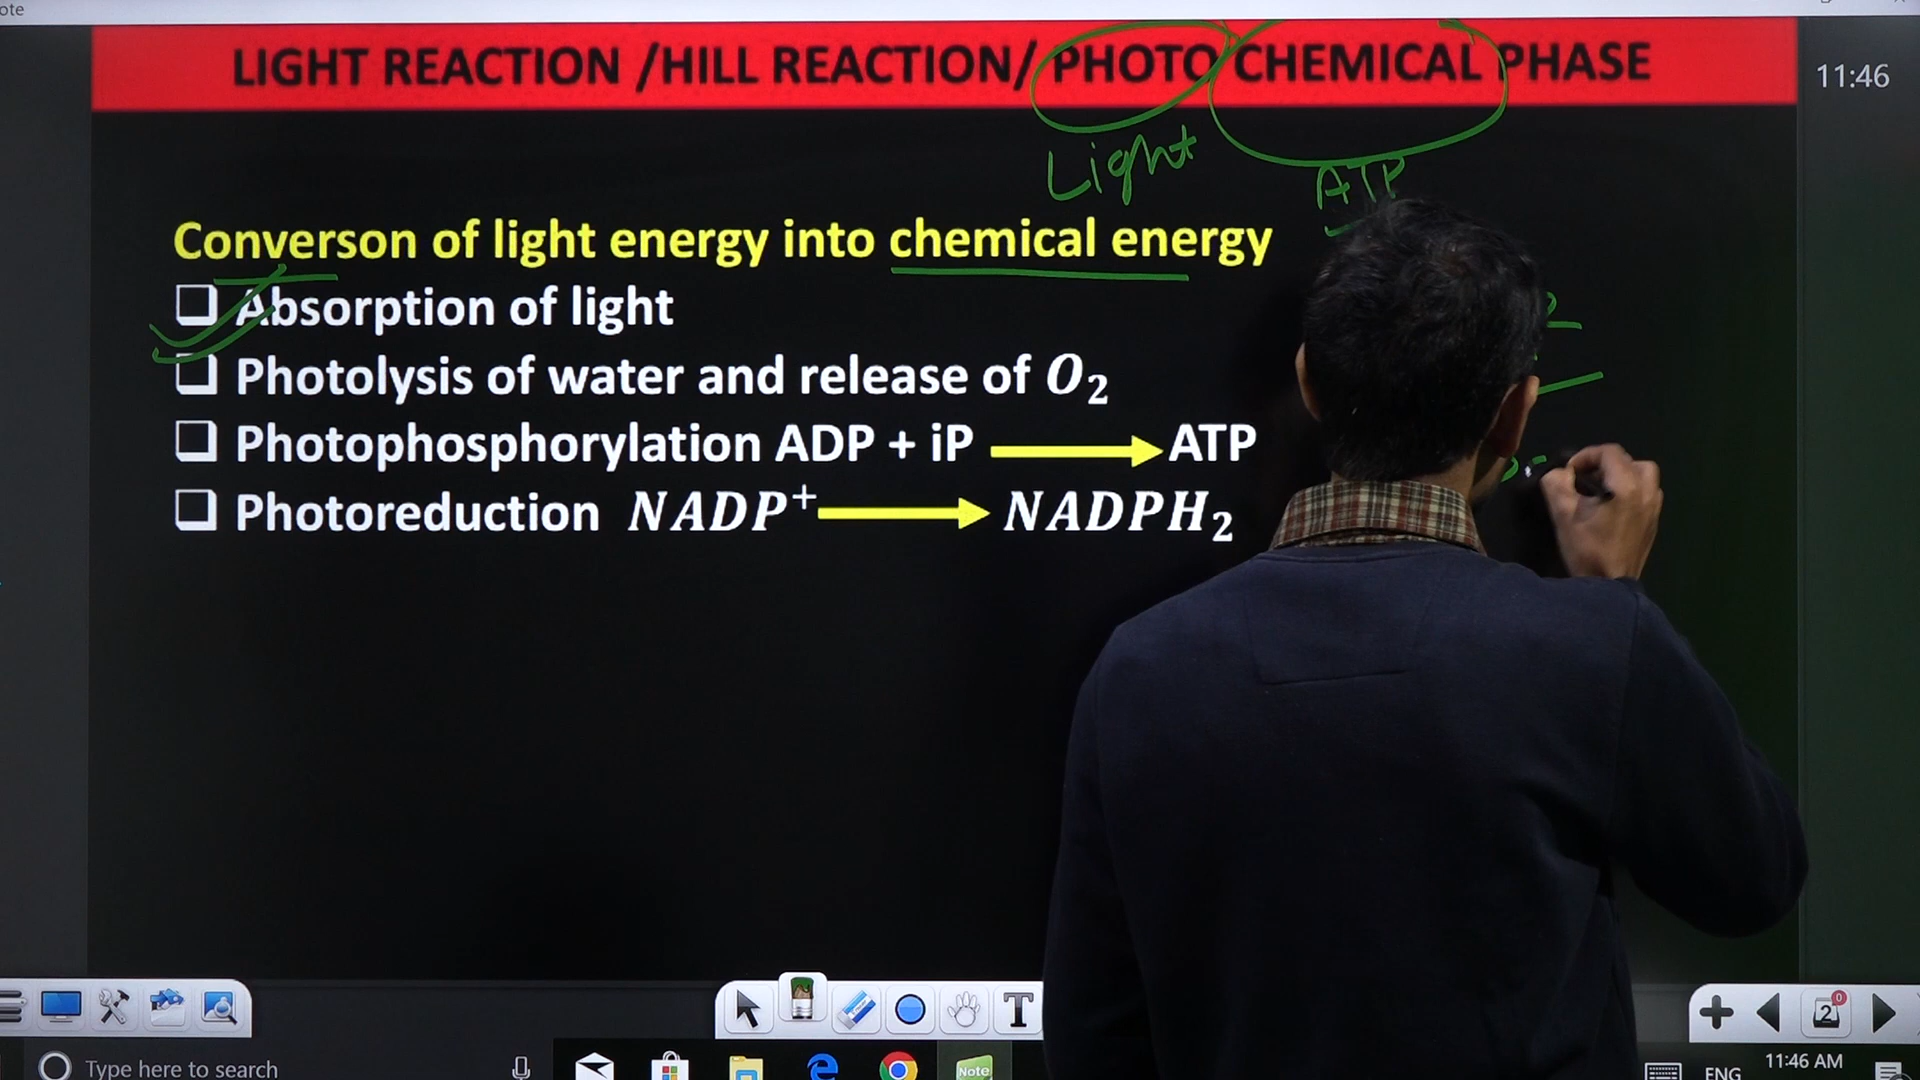 ote
LIGHT REACTION /HILL REACTION/ PHOTO CHEMICAL PHASE
11:46
Light
ATP
Converson of light energy into chemical energy
❑ Absorption of light
❑ Photolysis of water and release of O₂
❑ Photophosphorylation ADP + iP → ATP
❑ Photoreduction NADP⁺ → NADPH₂
T
2
0
Type here to search
Note
ENG
11:46 AM